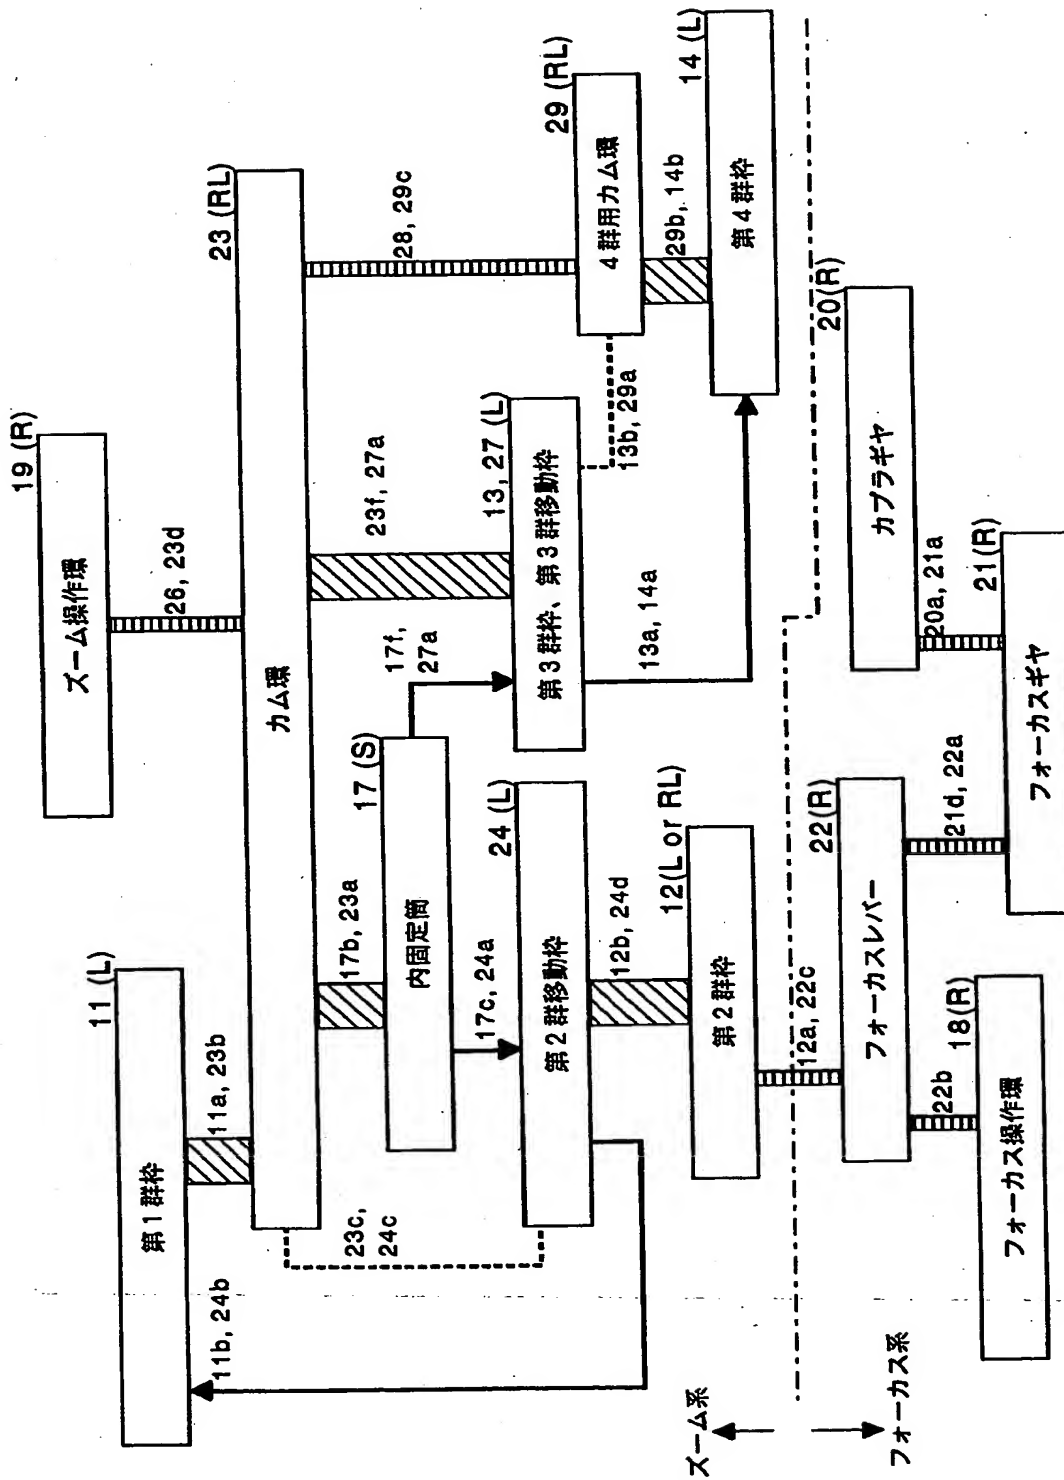 11 (L)
第1群枠
11a, 23b
11b, 24b
19 (R)
ズーム操作環
26, 23d
23 (RL)
カム環
23c,
24c
17b, 23a
17 (S)
内固定筒
17c, 24a
17f,
27a
23f, 27a
28, 29c
24 (L)
第2群移動枠
12b, 24d
13, 27 (L)
第3群枠、第3群移動枠
13b, 29a
13a, 14a
29 (RL)
4群用カム環
29b, 14b
14 (L)
第4群枠
12(L or RL)
第2群枠
12a, 22c
ズーム系
フォーカス系
22(R)
フォーカスレバー
22b
21d, 22a
20(R)
カプラギヤ
20a, 21a
18(R)
フォーカス操作環
21(R)
フォーカスギヤ